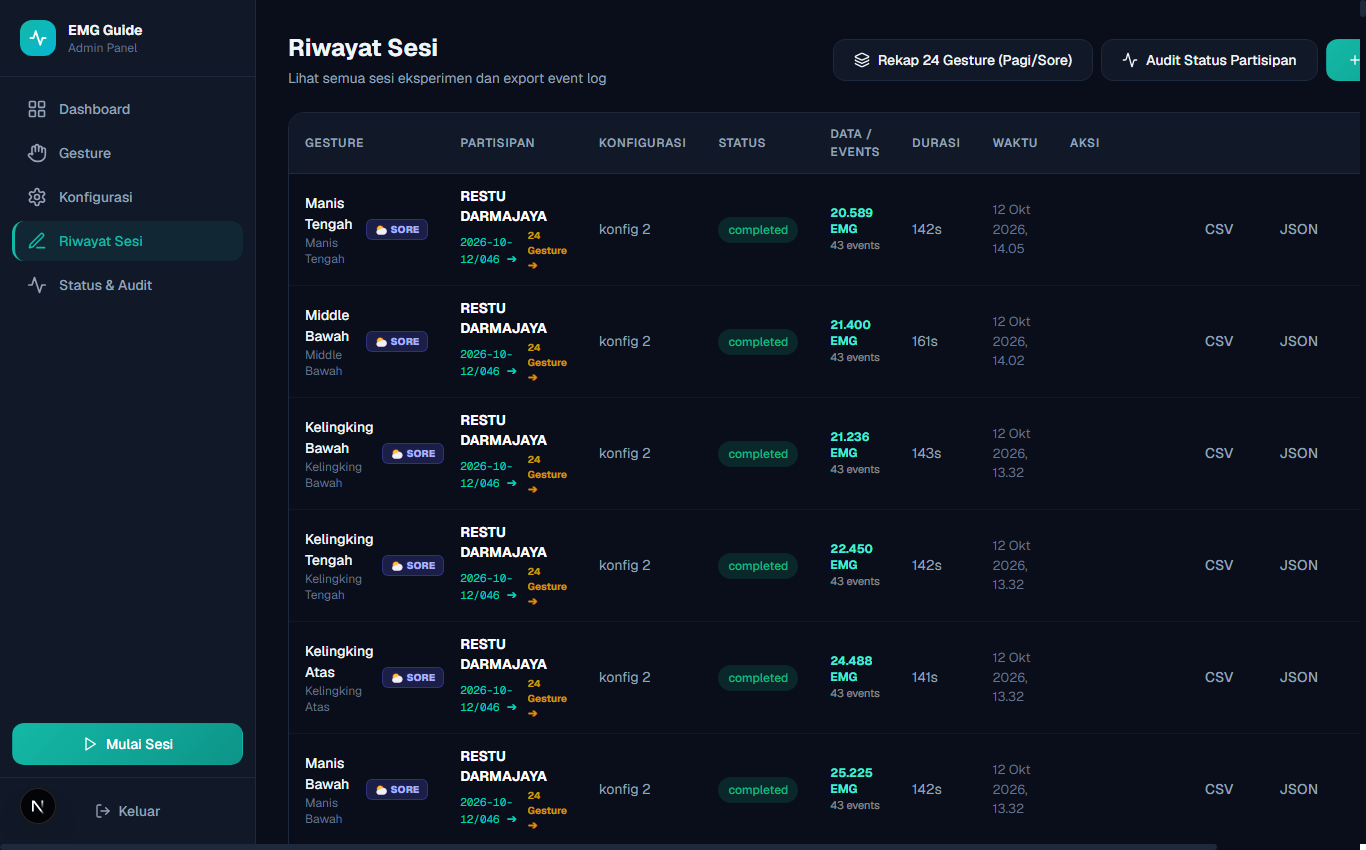 EMG Guide
Admin Panel
Dashboard
Gesture
Konfigurasi
Riwayat Sesi
Status & Audit
Mulai Sesi
N
Keluar
Riwayat Sesi
Lihat semua sesi eksperimen dan export event log
Rekap 24 Gesture (Pagi/Sore)
Audit Status Partisipan
+
GESTURE PARTISIPAN KONFIGURASI STATUS DATA / EVENTS DURASI WAKTU AKSI
Manis
Tengah
Manis
Tengah
SORE
RESTU
DARMAJAYA
2026-10-
12/046 →
24
Gesture
→
konfig 2
completed
20.589
EMG
43 events
142s
12 Okt
2026,
14.05
CSV
JSON
Middle
Bawah
Middle
Bawah
SORE
RESTU
DARMAJAYA
2026-10-
12/046 →
24
Gesture
→
konfig 2
completed
21.400
EMG
43 events
161s
12 Okt
2026,
14.02
CSV
JSON
Kelingking
Bawah
Kelingking
Bawah
SORE
RESTU
DARMAJAYA
2026-10-
12/046 →
24
Gesture
→
konfig 2
completed
21.236
EMG
43 events
143s
12 Okt
2026,
13.32
CSV
JSON
Kelingking
Tengah
Kelingking
Tengah
SORE
RESTU
DARMAJAYA
2026-10-
12/046 →
24
Gesture
→
konfig 2
completed
22.450
EMG
43 events
142s
12 Okt
2026,
13.32
CSV
JSON
Kelingking
Atas
Kelingking
Atas
SORE
RESTU
DARMAJAYA
2026-10-
12/046 →
24
Gesture
→
konfig 2
completed
24.488
EMG
43 events
141s
12 Okt
2026,
13.32
CSV
JSON
Manis
Bawah
Manis
Bawah
SORE
RESTU
DARMAJAYA
2026-10-
12/046 →
24
Gesture
→
konfig 2
completed
25.225
EMG
43 events
142s
12 Okt
2026,
13.32
CSV
JSON